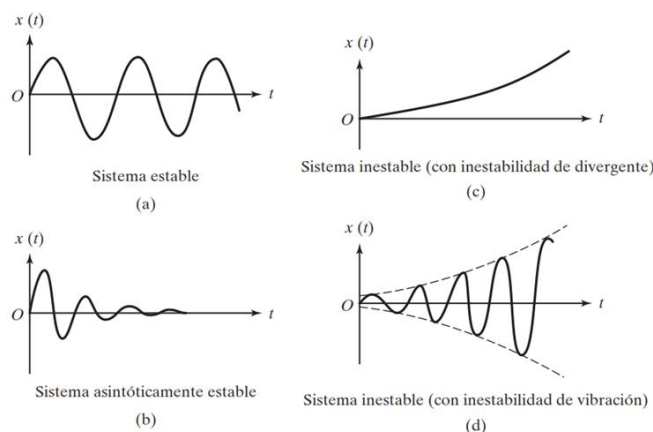 x (t)
O
t
Sistema estable
(a)
x (t)
O
t
Sistema inestable (con inestabilidad de divergente)
(c)
x (t)
O
t
Sistema asintóticamente estable
(b)
x (t)
O
t
Sistema inestable (con inestabilidad de vibración)
(d)